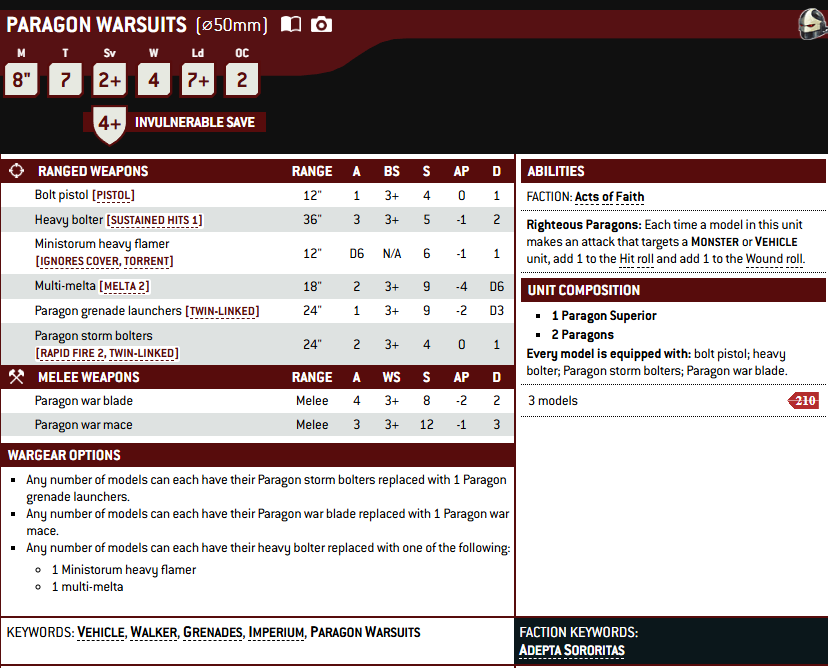 PARAGON WARSUITS (⌀50mm)
M T Sv W Ld OC
8" 7 2+ 4 7+ 2
4+ INVULNERABLE SAVE
RANGED WEAPONS RANGE A BS S AP D
Bolt pistol [PISTOL] 12" 1 3+ 4 0 1
Heavy bolter [SUSTAINED HITS 1] 36" 3 3+ 5 -1 2
Ministorum heavy flamer
[IGNORES COVER, TORRENT] 12" D6 N/A 6 -1 1
Multi-melta [MELTA 2] 18" 2 3+ 9 -4 D6
Paragon grenade launchers [TWIN-LINKED] 24" 1 3+ 9 -2 D3
Paragon storm bolters
[RAPID FIRE 2, TWIN-LINKED] 24" 2 3+ 4 0 1
MELEE WEAPONS RANGE A WS S AP D
Paragon war blade Melee 4 3+ 8 -2 2
Paragon war mace Melee 3 3+ 12 -1 3
WARGEAR OPTIONS
▪ Any number of models can each have their Paragon storm bolters replaced with 1 Paragon
grenade launchers.
▪ Any number of models can each have their Paragon war blade replaced with 1 Paragon war
mace.
▪ Any number of models can each have their heavy bolter replaced with one of the following:
○ 1 Ministorum heavy flamer
○ 1 multi-melta
ABILITIES
FACTION: Acts of Faith
Righteous Paragons: Each time a model in this unit
makes an attack that targets a MONSTER or VEHICLE
unit, add 1 to the Hit roll and add 1 to the Wound roll.
UNIT COMPOSITION
▪ 1 Paragon Superior
▪ 2 Paragons
Every model is equipped with: bolt pistol; heavy
bolter; Paragon storm bolters; Paragon war blade.
3 models 210
KEYWORDS: VEHICLE, WALKER, GRENADES, IMPERIUM, PARAGON WARSUITS
FACTION KEYWORDS:
ADEPTA SORORITAS